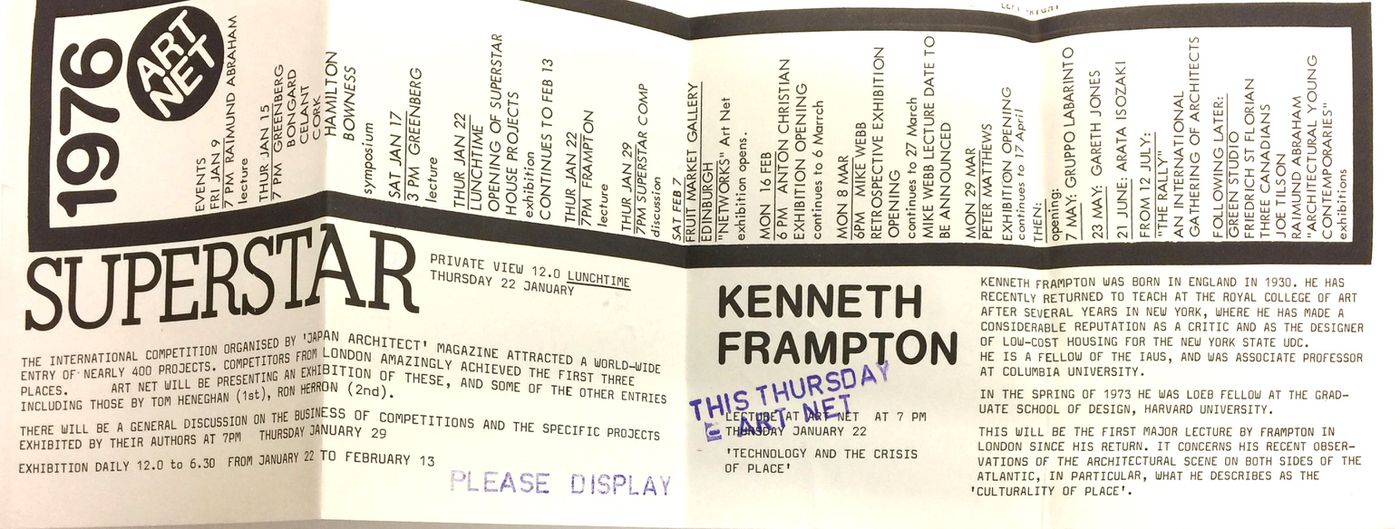 1976
ART
NET
EVENTS
FRI JAN 9
7 PM RAIMUND ABRAHAM
lecture
THUR JAN 15
7 PM GREENBERG
BONGARD
CELANT
CORK
HAMILTON
BOWNESS
symposium
SAT JAN 17
3 PM GREENBERG
lecture
THUR JAN 22
LUNCHTIME
OPENING OF SUPERSTAR
HOUSE PROJECTS
exhibition
CONTINUES TO FEB 13
THUR JAN 22
7PM FRAMPTON
lecture
THUR JAN 29
7PM SUPERSTAR COMP
discussion
SAT FEB 7
FRUIT MARKET GALLERY
EDINBURGH
"NETWORKS" Art Net
exhibition opens.
MON 16 FEB
6 PM ANTON CHRISTIAN
EXHIBITION OPENING
continues to 6 Marrch
MON 8 MAR
6PM MIKE WEBB
RETROSPECTIVE EXHIBITION
OPENING
continues to 27 March
MIKE WEBB LECTURE DATE TO
BE ANNOUNCED
MON 29 MAR
PETER MATTHEWS
EXHIBITION OPENING
continues to 17 April
THEN:
opening:
7 MAY: GRUPPO LABARINTO
23 MAY: GARETH JONES
21 JUNE: ARATA ISOZAKI
FROM 12 JULY:
"THE RALLY"
AN INTERNATIONAL
GATHERING OF ARCHITECTS
FOLLOWING LATER:
GREEN STUDIO
FRIEDRICH ST FLORIAN
THREE CANADIANS
JOE TILSON
RAIMUND ABRAHAM
"ARCHITECTURAL YOUNG
CONTEMPORARIES"
exhibitions
SUPERSTAR
PRIVATE VIEW 12.0 LUNCHTIME
THURSDAY 22 JANUARY
THE INTERNATIONAL COMPETITION ORGANISED BY 'JAPAN ARCHITECT' MAGAZINE ATTRACTED A WORLD-WIDE
ENTRY OF NEARLY 400 PROJECTS. COMPETITORS FROM LONDON AMAZINGLY ACHIEVED THE FIRST THREE
PLACES. ART NET WILL BE PRESENTING AN EXHIBITION OF THESE, AND SOME OF THE OTHER ENTRIES
INCLUDING THOSE BY TOM HENEGHAN (1st), RON HERRON (2nd).
THERE WILL BE A GENERAL DISCUSSION ON THE BUSINESS OF COMPETITIONS AND THE SPECIFIC PROJECTS
EXHIBITED BY THEIR AUTHORS AT 7PM THURSDAY JANUARY 29
EXHIBITION DAILY 12.0 to 6.30 FROM JANUARY 22 TO FEBRUARY 13
PLEASE DISPLAY
KENNETH
FRAMPTON
THIS THURSDAY
ART NET
LECTURE AT ART NET AT 7 PM
THURSDAY JANUARY 22
'TECHNOLOGY AND THE CRISIS
OF PLACE'
KENNETH FRAMPTON WAS BORN IN ENGLAND IN 1930. HE HAS
RECENTLY RETURNED TO TEACH AT THE ROYAL COLLEGE OF ART
AFTER SEVERAL YEARS IN NEW YORK, WHERE HE HAS MADE A
CONSIDERABLE REPUTATION AS A CRITIC AND AS THE DESIGNER
OF LOW-COST HOUSING FOR THE NEW YORK STATE UDC.
HE IS A FELLOW OF THE IAUS, AND WAS ASSOCIATE PROFESSOR
AT COLUMBIA UNIVERSITY.
IN THE SPRING OF 1973 HE WAS LOEB FELLOW AT THE GRAD-
UATE SCHOOL OF DESIGN, HARVARD UNIVERSITY.
THIS WILL BE THE FIRST MAJOR LECTURE BY FRAMPTON IN
LONDON SINCE HIS RETURN. IT CONCERNS HIS RECENT OBSER-
VATIONS OF THE ARCHITECTURAL SCENE ON BOTH SIDES OF THE
ATLANTIC, IN PARTICULAR, WHAT HE DESCRIBES AS THE
'CULTURALITY OF PLACE'.